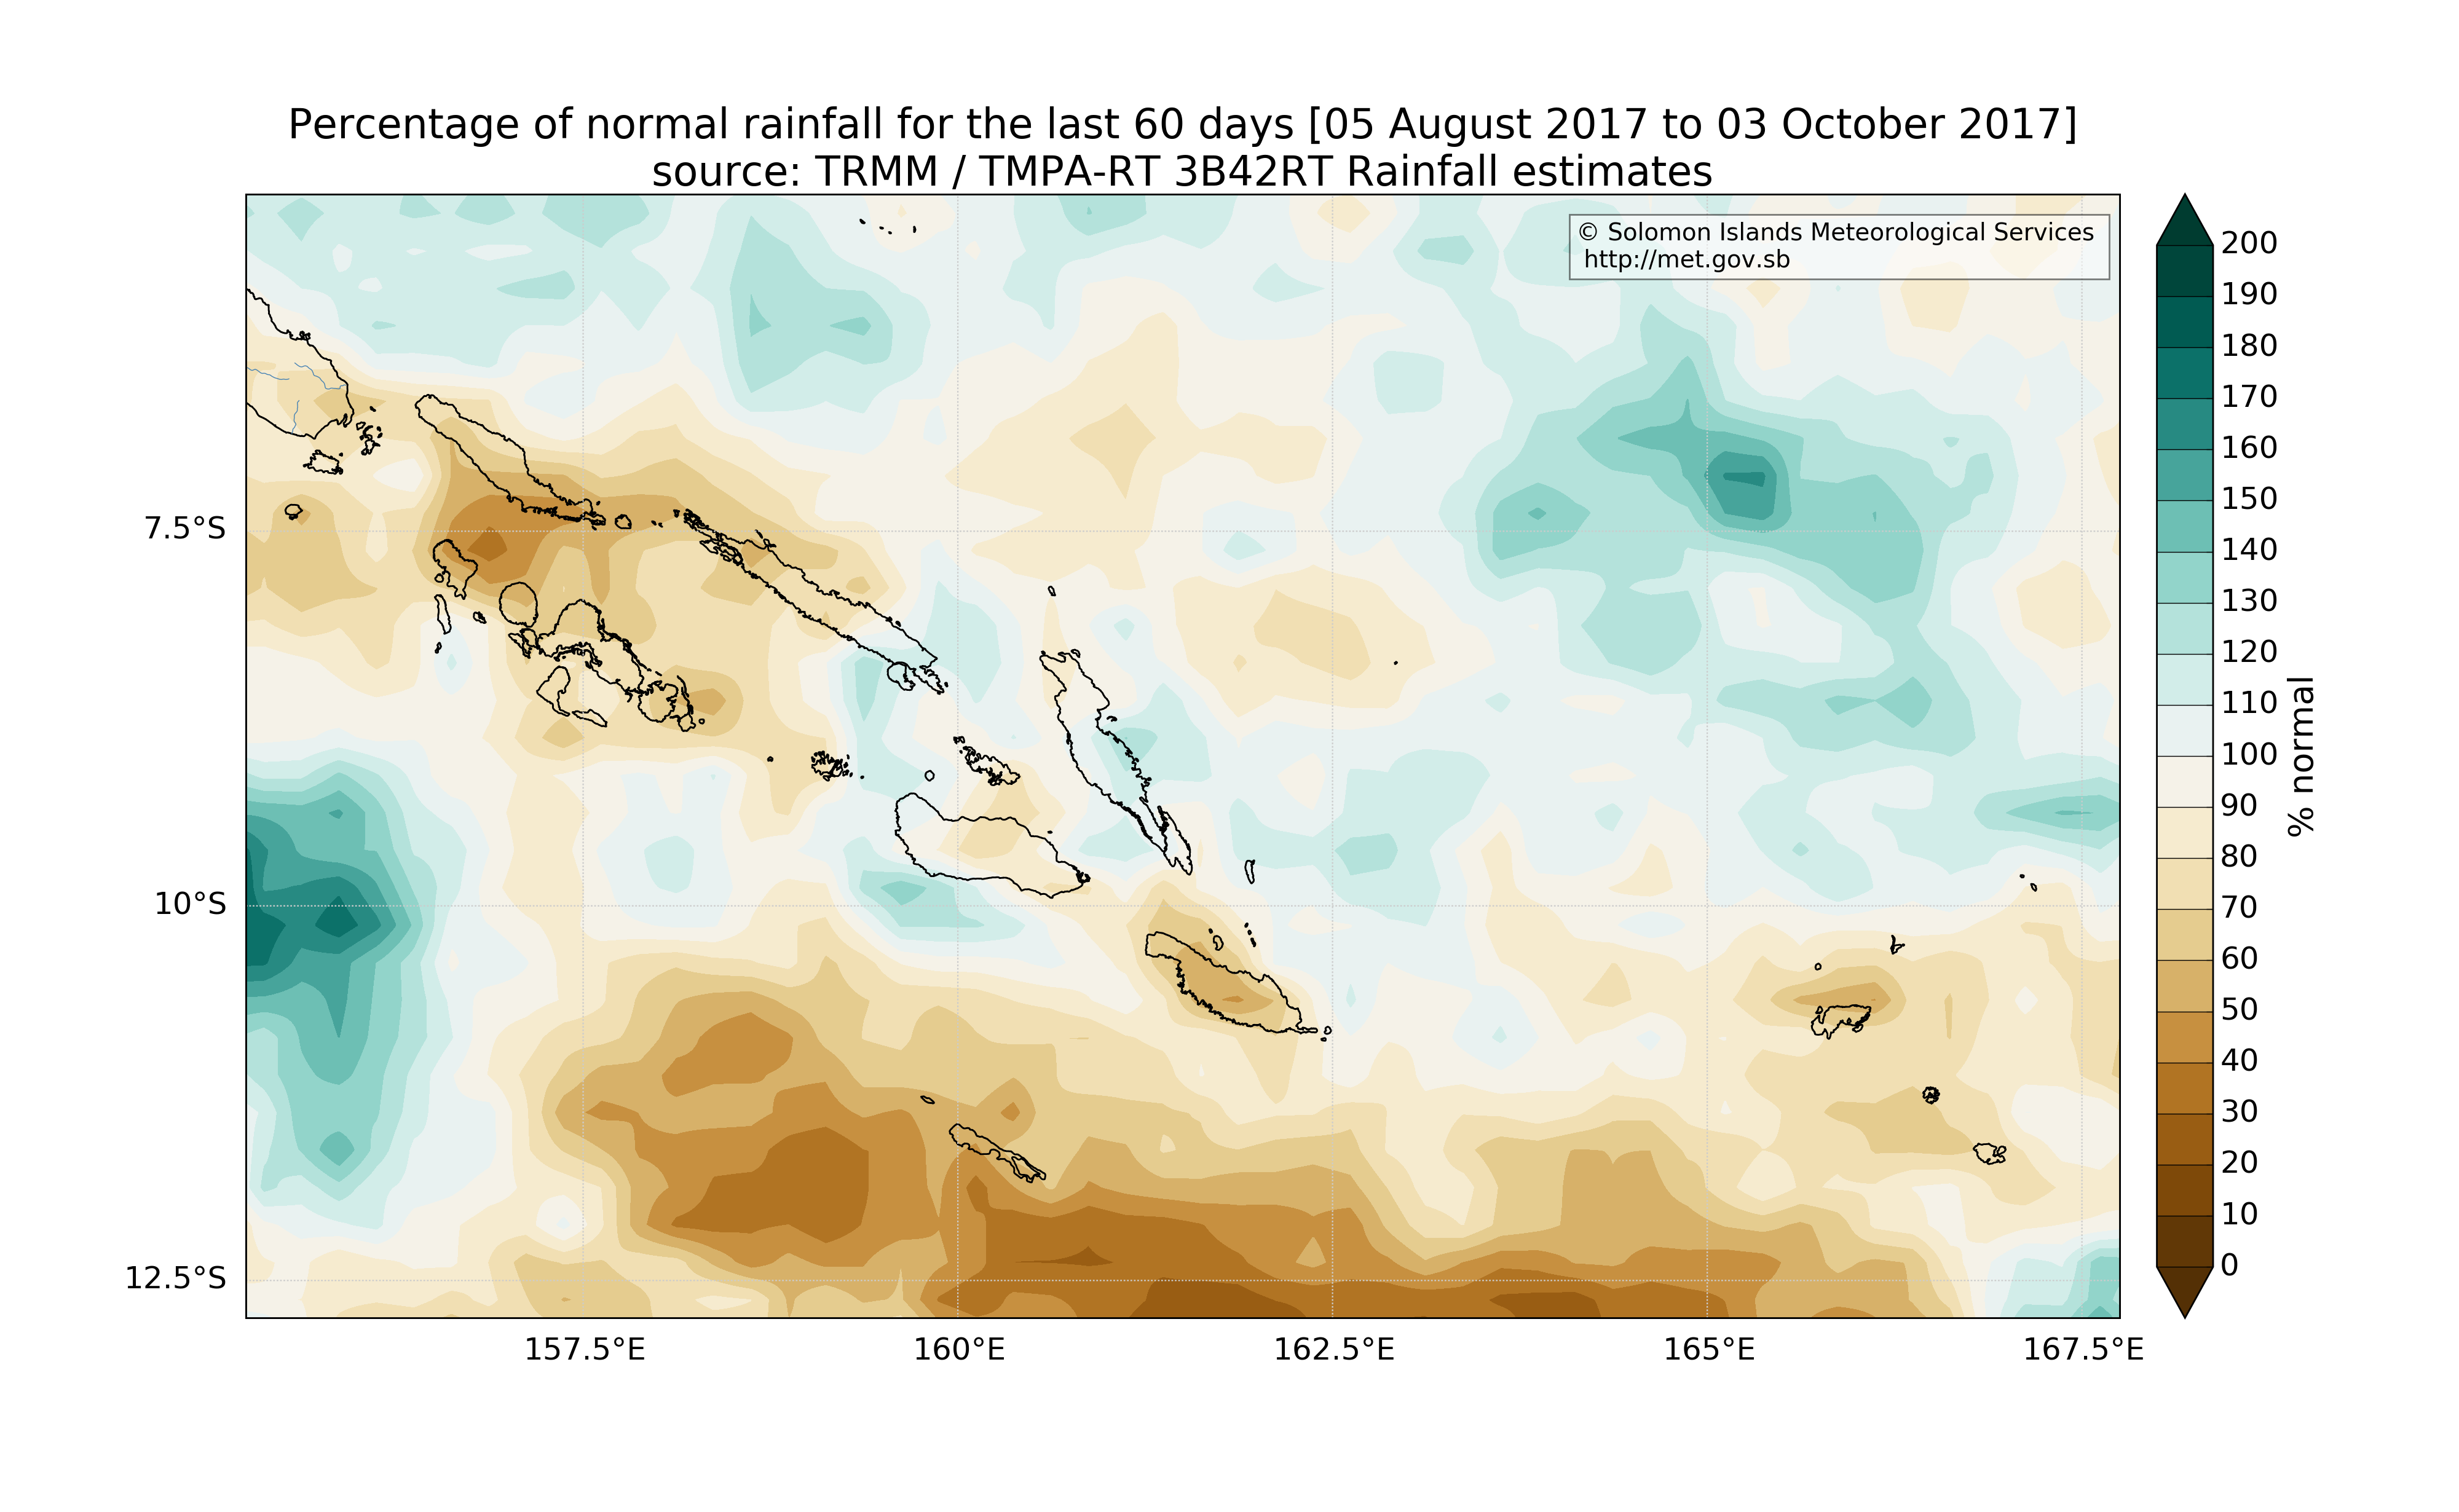 Percentage of normal rainfall for the last 60 days [05 August 2017 to 03 October 2017]
source: TRMM / TMPA-RT 3B42RT Rainfall estimates
© Solomon Islands Meteorological Services
http://met.gov.sb
7.5°S
10°S
12.5°S
157.5°E
160°E
162.5°E
165°E
167.5°E
200
190
180
170
160
150
140
130
120
110
100
90
80
70
60
50
40
30
20
10
0
% normal